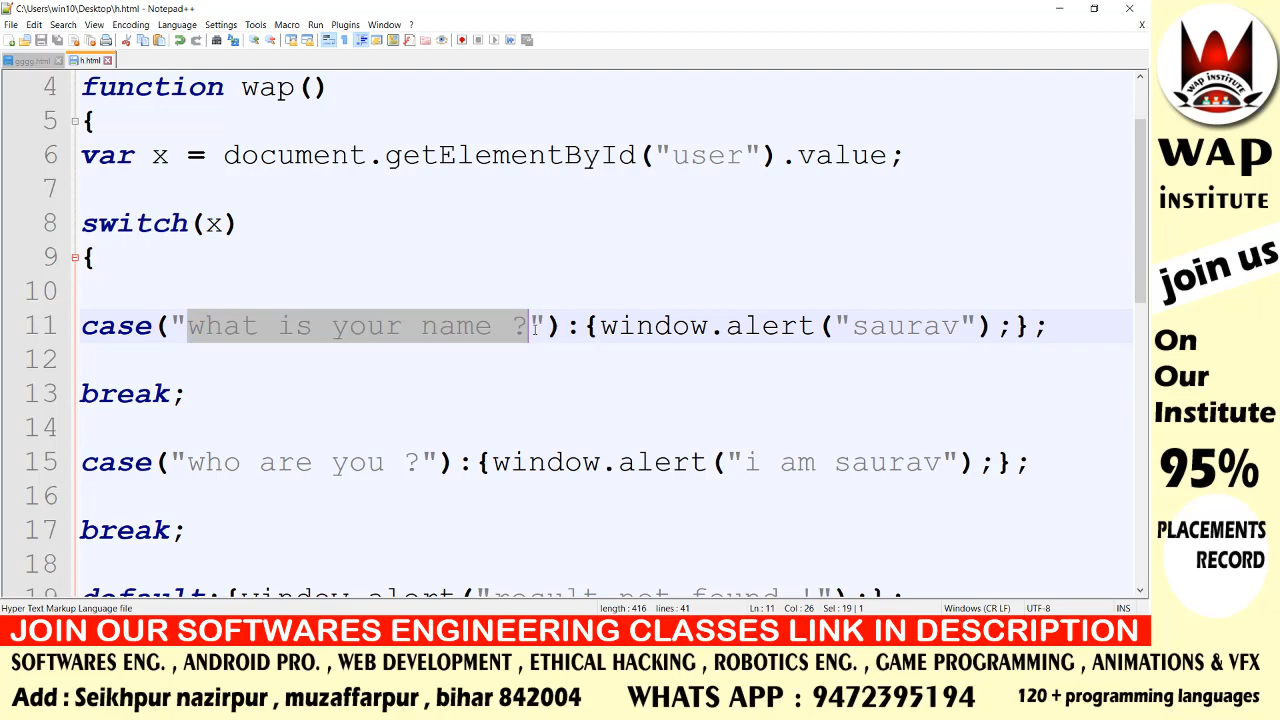 C:\Users\win10\Desktop\h.html - Notepad++
File Edit Search View Encoding Language Settings Tools Macro Run Plugins Window ?
X
gggg.html h.html
4 function wap()
5 {
6 var x = document.getElementById("user").value;
7
8 switch(x)
9 {
10
11 case("what is your name ?"):{window.alert("saurav");};
12
13 break;
14
15 case("who are you ?"):{window.alert("i am saurav");};
16
17 break;
18
default:{window.alert("result not found !");};
Hyper Text Markup Language file length : 416 lines : 41 Ln : 11 Col : 26 Sel : 19 | 1 Windows (CR LF) UTF-8 INS
wap institute
wap
institute
join us
On
Our
Institute
95%
PLACEMENTS
RECORD
JOIN OUR SOFTWARES ENGINEERING CLASSES LINK IN DESCRIPTION
SOFTWARES ENG. , ANDROID PRO. , WEB DEVELOPMENT , ETHICAL HACKING , ROBOTICS ENG. , GAME PROGRAMMING , ANIMATIONS & VFX
Add : Seikhpur nazirpur , muzaffarpur , bihar 842004 WHATS APP : 9472395194 120 + programming languages